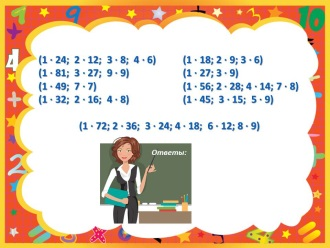 (1 · 24; 2 · 12; 3 · 8; 4 · 6) (1 · 18; 2 · 9; 3 · 6)
(1 · 81; 3 · 27; 9 · 9) (1 · 27; 3 · 9)
(1 · 49; 7 · 7) (1 · 56; 2 · 28; 4 · 14; 7 · 8)
(1 · 32; 2 · 16; 4 · 8) (1 · 45; 3 · 15; 5 · 9)
(1 · 72; 2 · 36; 3 · 24; 4 · 18; 6 · 12; 8 · 9)
Ответы: